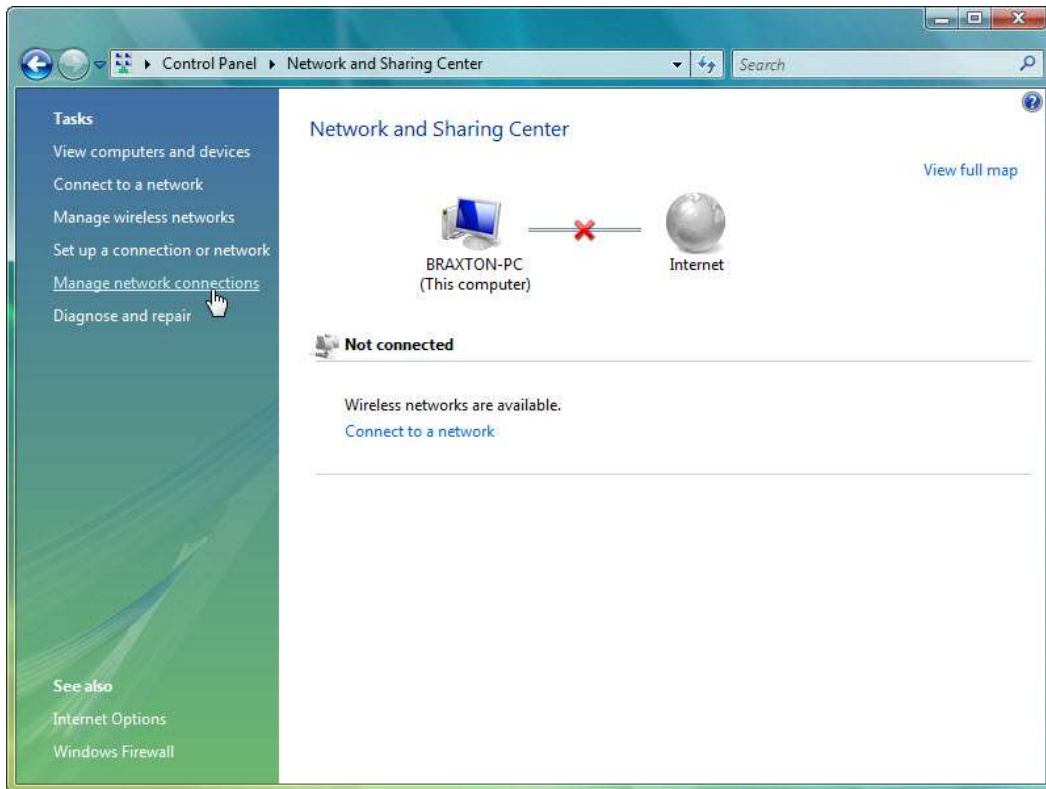 Control Panel Network and Sharing Center
Search
Tasks
View computers and devices
Connect to a network
Manage wireless networks
Set up a connection or network
Manage network connections
Diagnose and repair
See also
Internet Options
Windows Firewall
Network and Sharing Center
View full map
BRAXTON-PC
(This computer)
Internet
Not connected
Wireless networks are available.
Connect to a network